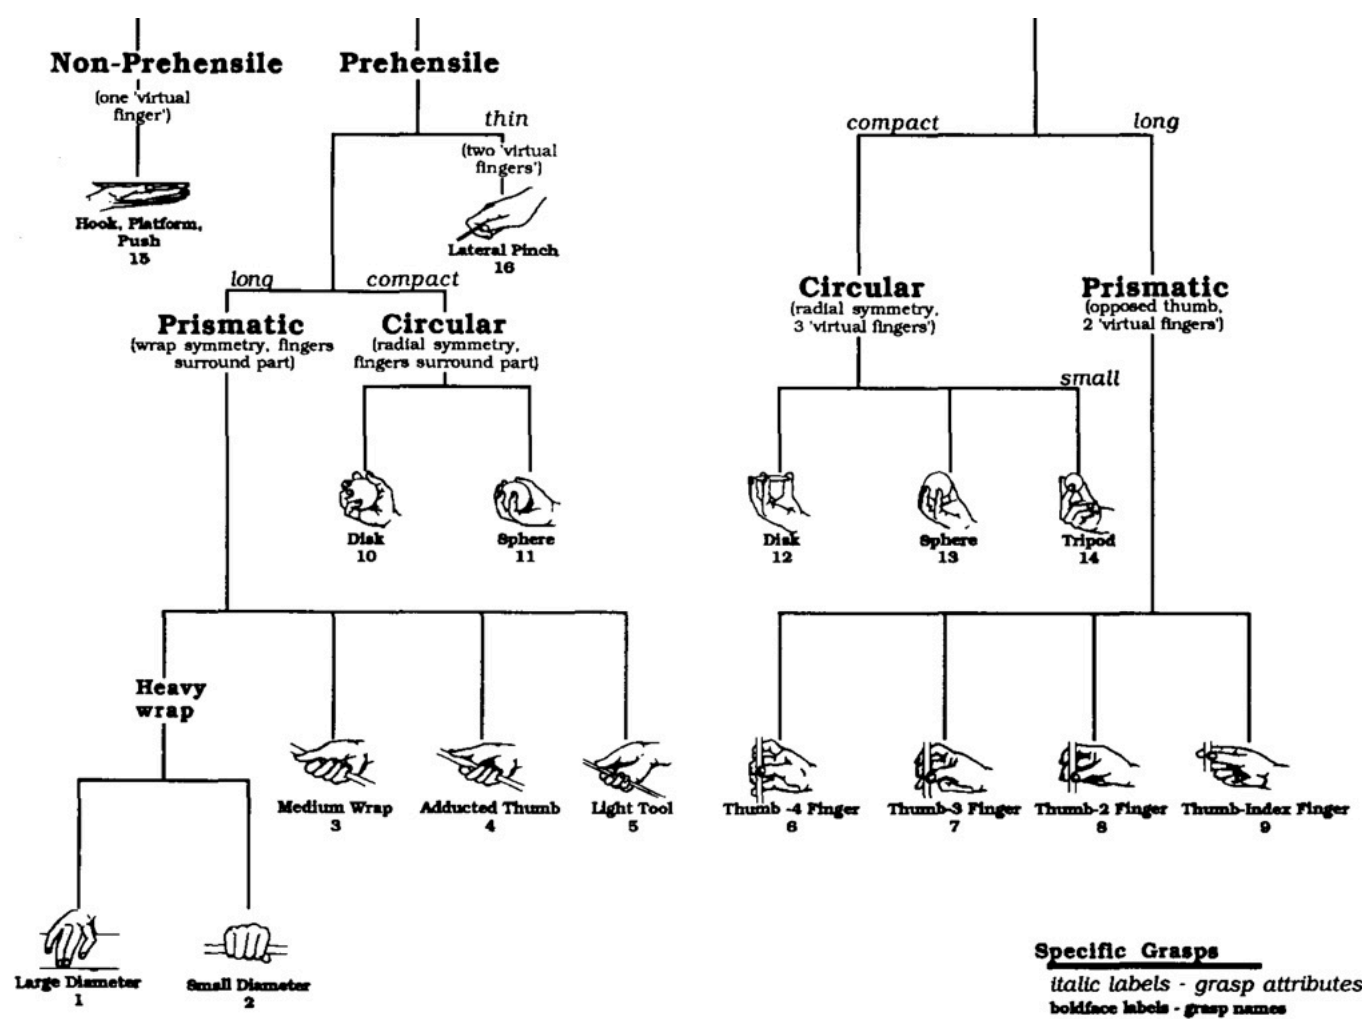 Non-Prehensile
(one 'virtual
finger')
Hook, Platform,
Push
15
Prehensile
thin
(two 'virtual
fingers')
Lateral Pinch
16
long
compact
Prismatic
(wrap symmetry, fingers
surround part)
Circular
(radial symmetry,
fingers surround part)
Disk
10
Sphere
11
Heavy
wrap
Medium Wrap
3
Adducted Thumb
4
Light Tool
5
Large Diameter
1
Small Diameter
2
compact
long
Circular
(radial symmetry,
3 'virtual fingers')
Prismatic
(opposed thumb,
2 'virtual fingers')
small
Disk
12
Sphere
13
Tripod
14
Thumb -4 Finger
6
Thumb-3 Finger
7
Thumb-2 Finger
8
Thumb-Index Finger
9
Specific Grasps
italic labels - grasp attributes
boldface labels - grasp names